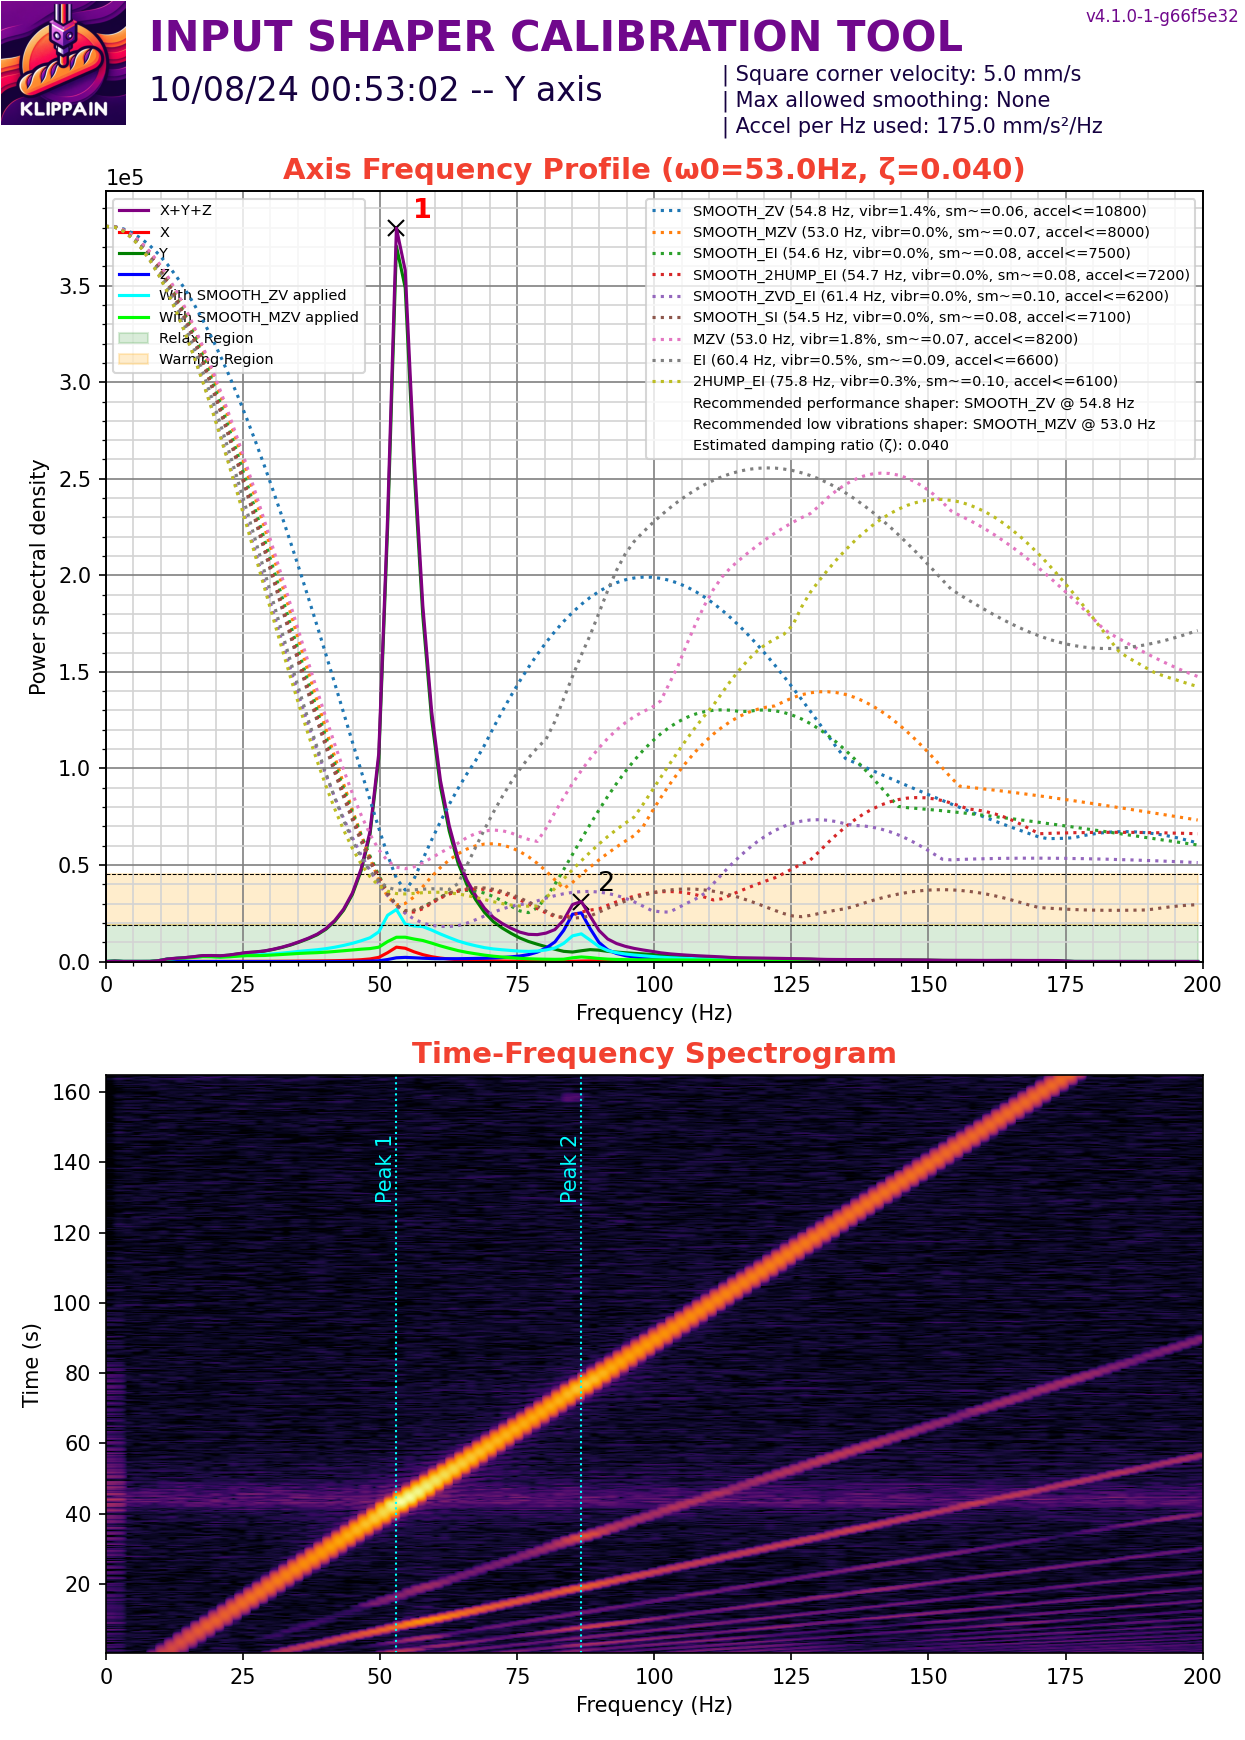 v4.1.0-1-g66f5e32
INPUT SHAPER CALIBRATION TOOL
10/08/24 00:53:02 -- Y axis
| Square corner velocity: 5.0 mm/s
| Max allowed smoothing: None
| Accel per Hz used: 175.0 mm/s²/Hz
KLIPPAIN
Axis Frequency Profile (ω0=53.0Hz, ζ=0.040)
1e5
X+Y+Z
X
Y
Z
With SMOOTH_ZV applied
With SMOOTH_MZV applied
Relax Region
Warning Region
1
SMOOTH_ZV (54.8 Hz, vibr=1.4%, sm~=0.06, accel<=10800)
SMOOTH_MZV (53.0 Hz, vibr=0.0%, sm~=0.07, accel<=8000)
SMOOTH_EI (54.6 Hz, vibr=0.0%, sm~=0.08, accel<=7500)
SMOOTH_2HUMP_EI (54.7 Hz, vibr=0.0%, sm~=0.08, accel<=7200)
SMOOTH_ZVD_EI (61.4 Hz, vibr=0.0%, sm~=0.10, accel<=6200)
SMOOTH_SI (54.5 Hz, vibr=0.0%, sm~=0.08, accel<=7100)
MZV (53.0 Hz, vibr=1.8%, sm~=0.07, accel<=8200)
EI (60.4 Hz, vibr=0.5%, sm~=0.09, accel<=6600)
2HUMP_EI (75.8 Hz, vibr=0.3%, sm~=0.10, accel<=6100)
Recommended performance shaper: SMOOTH_ZV @ 54.8 Hz
Recommended low vibrations shaper: SMOOTH_MZV @ 53.0 Hz
Estimated damping ratio (ζ): 0.040
3.5
3.0
2.5
2.0
1.5
1.0
0.5
0.0
Power spectral density
2
0 25 50 75 100 125 150 175 200
Frequency (Hz)
Time-Frequency Spectrogram
160
140
120
100
80
60
40
20
Time (s)
Peak 1
Peak 2
0 25 50 75 100 125 150 175 200
Frequency (Hz)